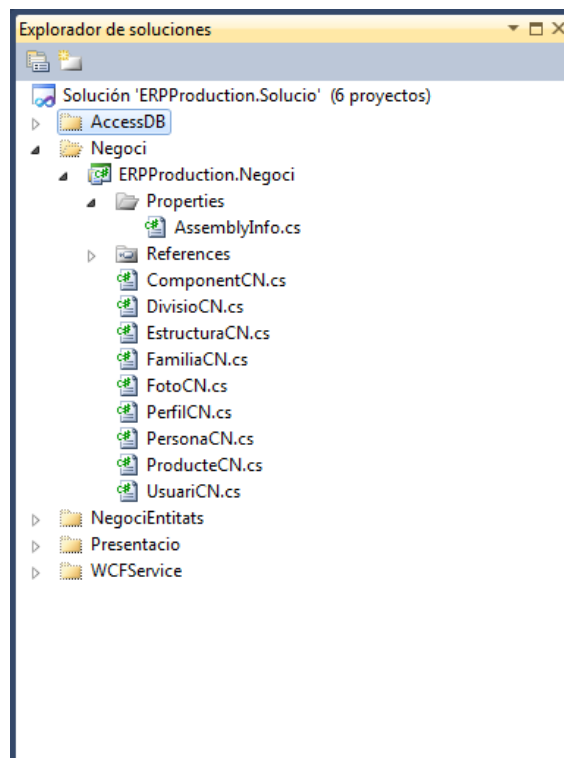 Explorador de soluciones
Solución 'ERPProduction.Solucio' (6 proyectos)
AccessDB
Negoci
ERPProduction.Negoci
Properties
AssemblyInfo.cs
References
ComponentCN.cs
DivisioCN.cs
EstructuraCN.cs
FamiliaCN.cs
FotoCN.cs
PerfilCN.cs
PersonaCN.cs
ProducteCN.cs
UsuariCN.cs
NegociEntitats
Presentacio
WCFService